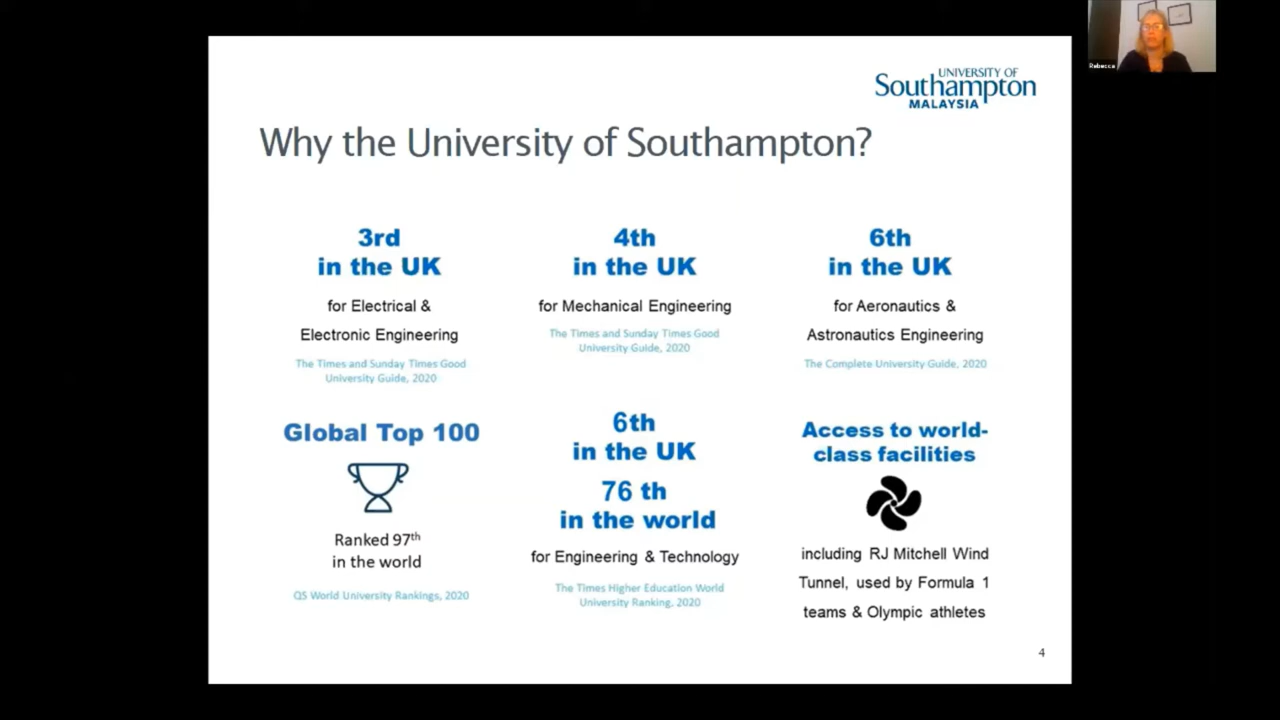 Rebecca
UNIVERSITY OF
Southampton
MALAYSIA
Why the University of Southampton?
3rd
in the UK
for Electrical &
Electronic Engineering
The Times and Sunday Times Good
University Guide, 2020
4th
in the UK
for Mechanical Engineering
The Times and Sunday Times Good
University Guide, 2020
6th
in the UK
for Aeronautics &
Astronautics Engineering
The Complete University Guide, 2020
Global Top 100
Ranked 97th
in the world
QS World University Rankings, 2020
6th
in the UK
76 th
in the world
for Engineering & Technology
The Times Higher Education World
University Ranking, 2020
Access to world-
class facilities
including RJ Mitchell Wind
Tunnel, used by Formula 1
teams & Olympic athletes
4